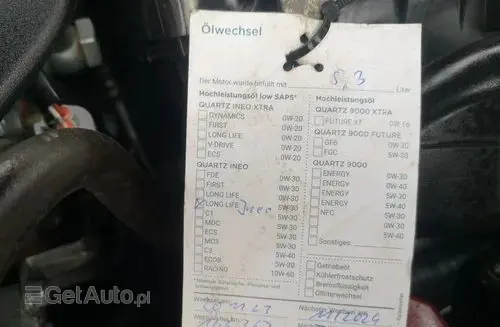 Ölwechsel
Der Motor wurde befüllt mit 5,3 Liter
Hochleistungsöl low SAPS*
QUARTZ INEO XTRA
DYNAMICS 0W-20
FIRST 0W-20
LONG LIFE 0W-20
V-DRIVE 0W-20
ECS 0W-20
QUARTZ INEO
FDE 0W-30
FIRST 0W-30
LONG LIFE 0W-30
LONG LIFE 5W-30
C1 5W-30
MDC 5W-30
ECS 5W-30
MC3 5W-30
C3 5W-40
ECOB 5W-20
RACING 10W-60
Hochleistungsöl
QUARTZ 9000 XTRA
FUTURE XT 0W-16
QUARTZ 9000 FUTURE
GF6 0W-20
FGC 5W-30
QUARTZ 9000
ENERGY 0W-30
ENERGY 0W-40
ENERGY 5W-30
ENERGY 5W-40
NFC 5W-30
5W-40
Sonstiges
Getriebeöl
Kühlerfrostschutz
Bremsflüssigkeit
Ölfilterwechsel
11/2024
GetAuto.pl